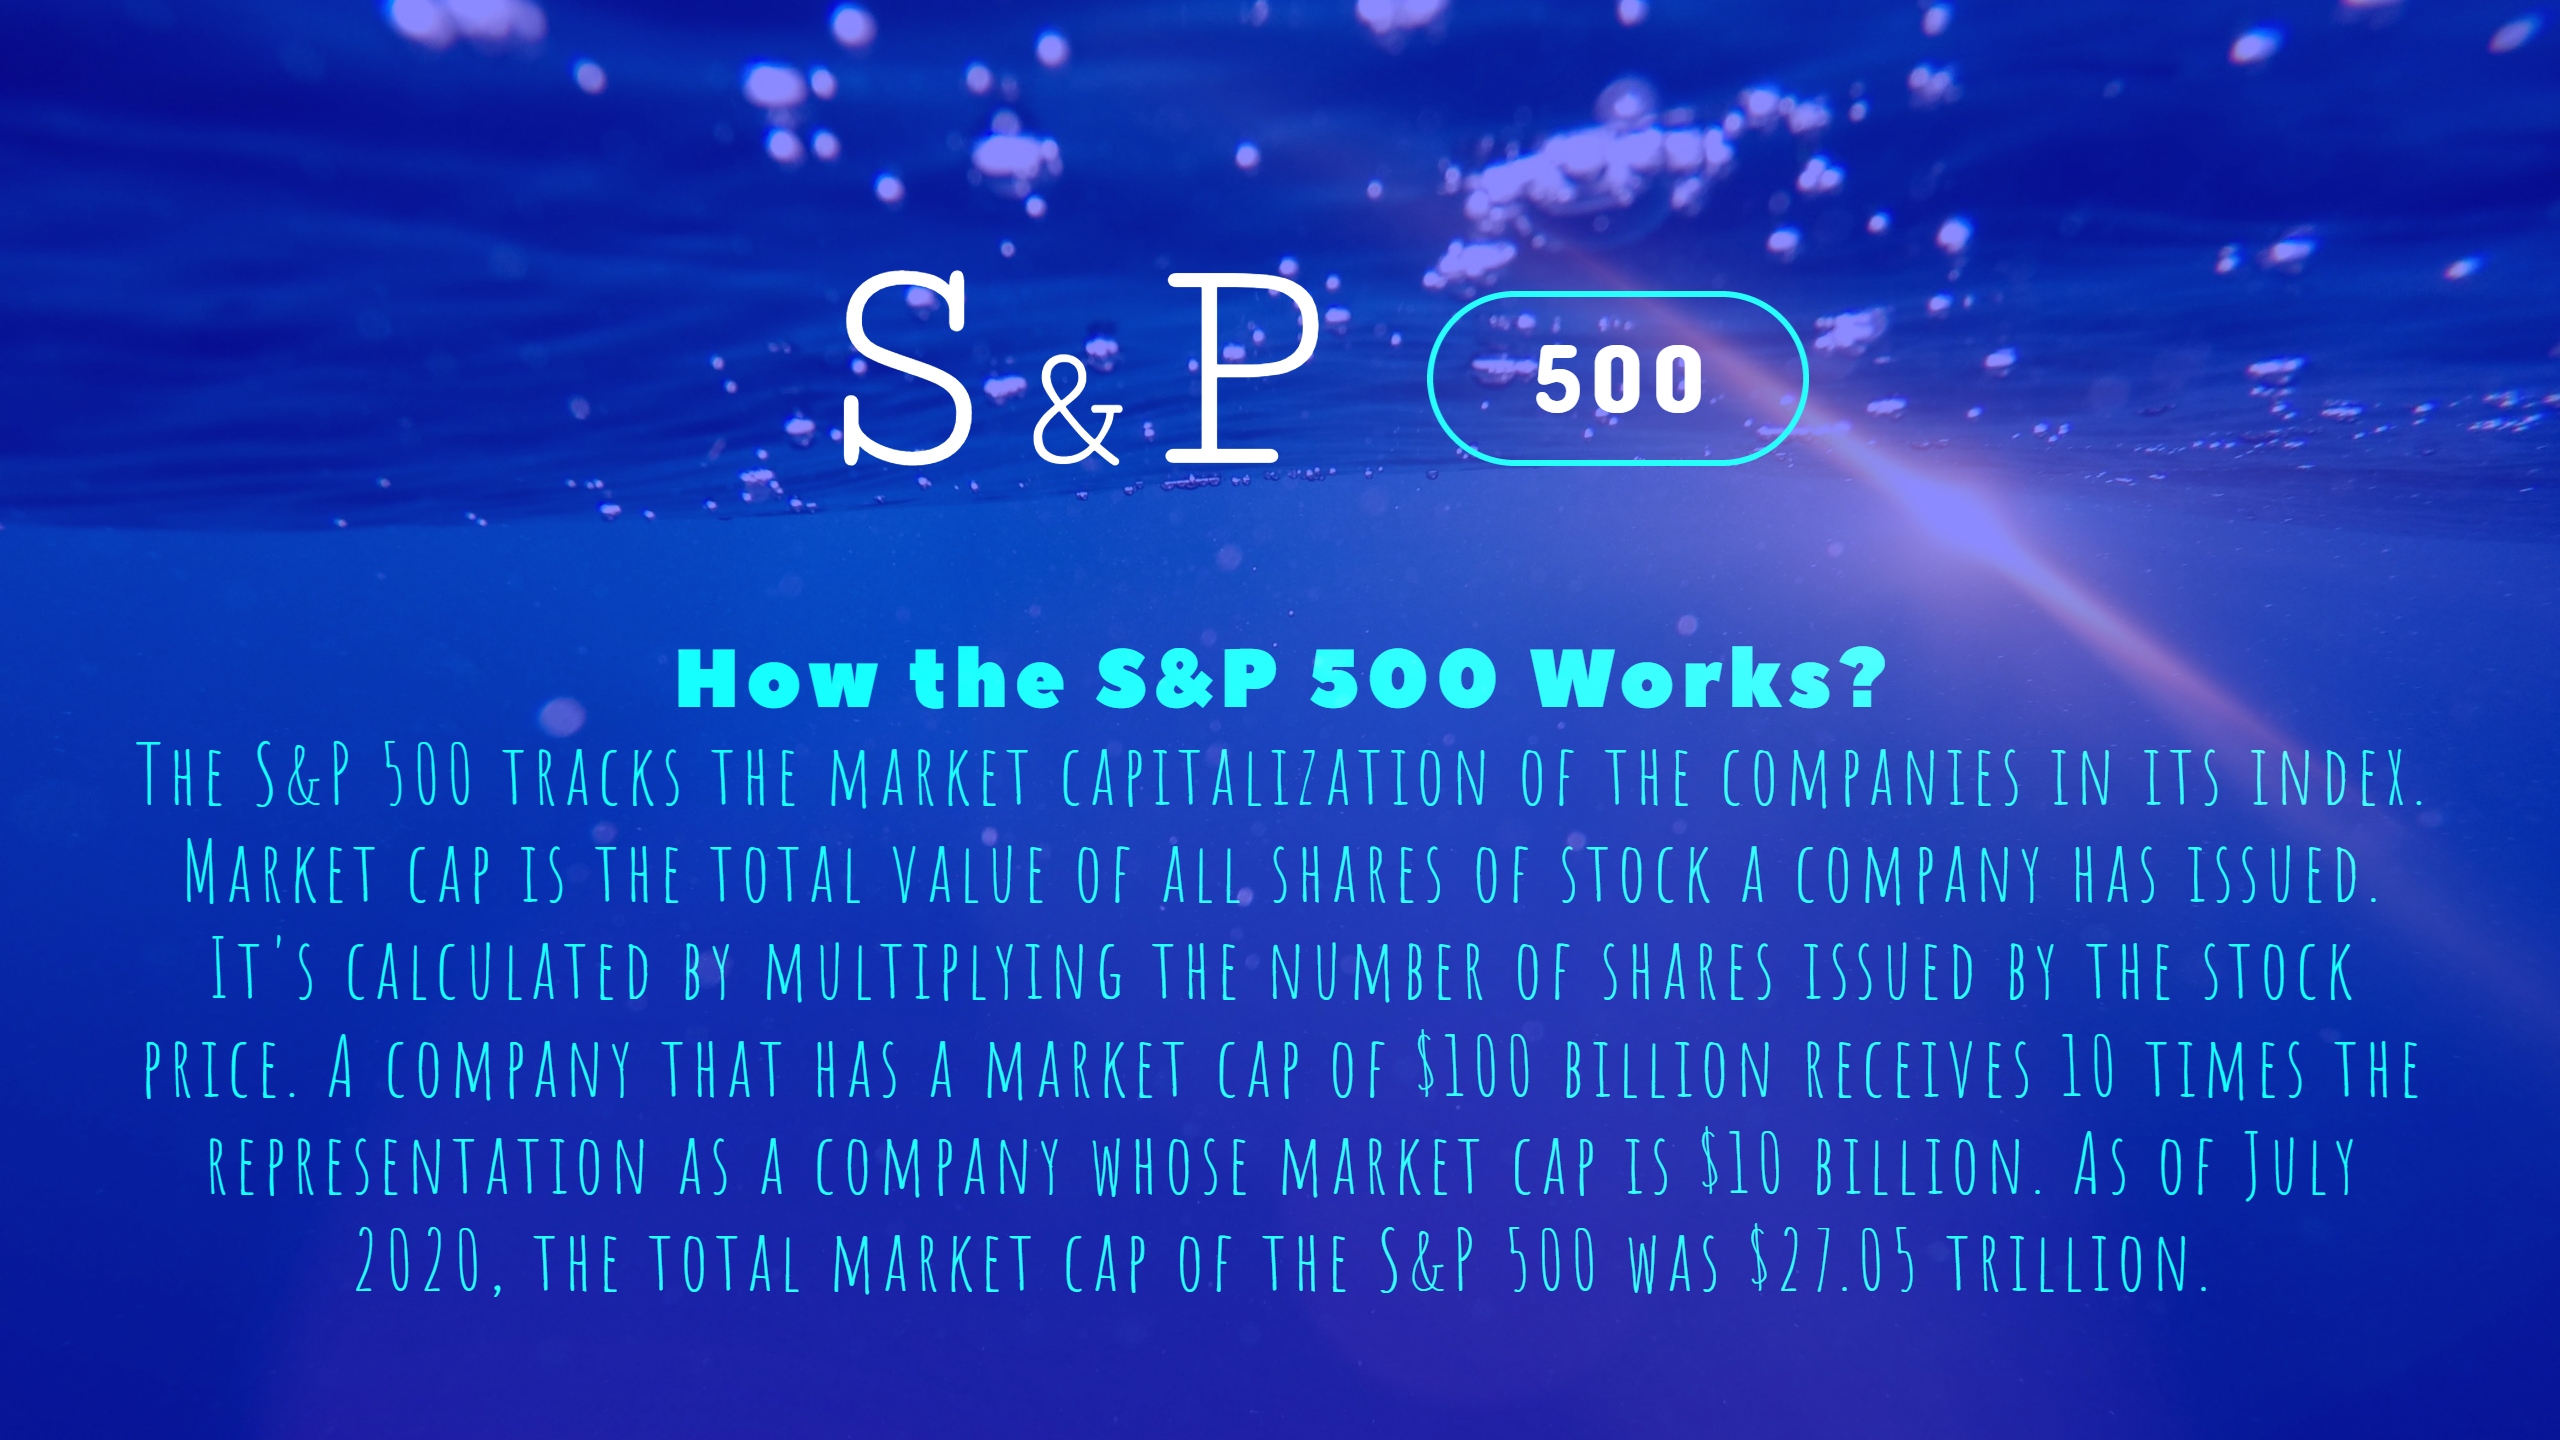 S&P 500
How the S&P 500 Works?
The S&P 500 tracks the market capitalization of the companies in its index.
Market cap is the total value of all shares of stock a company has issued.
It's calculated by multiplying the number of shares issued by the stock
price. A company that has a market cap of $100 billion receives 10 times the
representation as a company whose market cap is $10 billion. As of July
2020, the total market cap of the S&P 500 was $27.05 trillion.